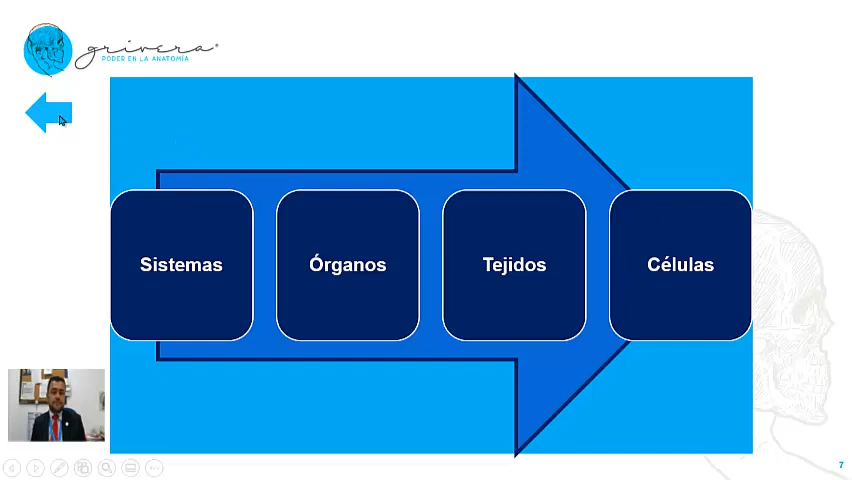 grivera
PODER EN LA ANATOMÍA
Sistemas
Órganos
Tejidos
Células
7